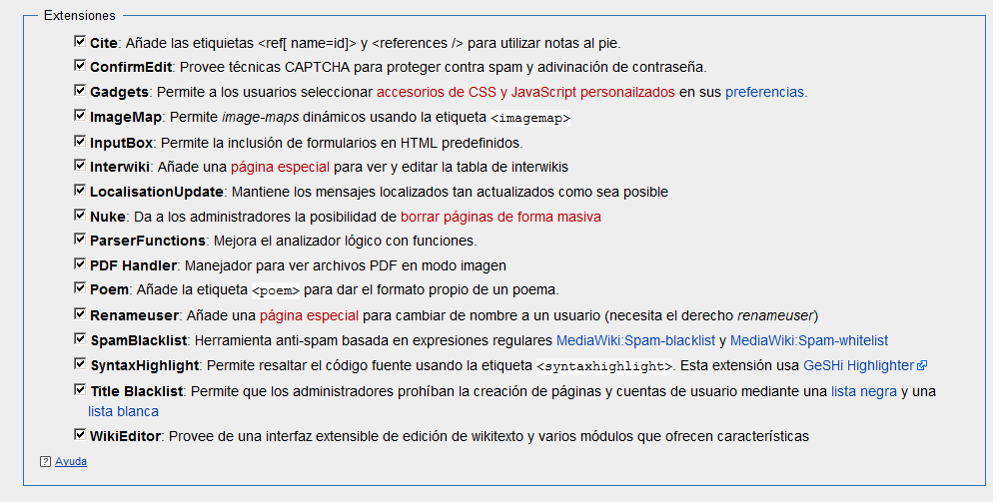 Extensiones
Cite: Añade las etiquietas <ref[ name=id]> y <references /> para utilizar notas al pie.
ConfirmEdit: Provee técnicas CAPTCHA para proteger contra spam y adivinación de contraseña.
Gadgets: Permite a los usuarios seleccionar accesorios de CSS y JavaScript personailzados en sus preferencias.
ImageMap: Permite image-maps dinámicos usando la etiqueta <imagemap>
InputBox: Permite la inclusión de formularios en HTML predefinidos.
Interwiki: Añade una página especial para ver y editar la tabla de interwikis
LocalisationUpdate: Mantiene los mensajes localizados tan actualizados como sea posible
Nuke: Da a los administradores la posibilidad de borrar páginas de forma masiva
ParserFunctions: Mejora el analizador lógico con funciones.
PDF Handler: Manejador para ver archivos PDF en modo imagen
Poem: Añade la etiqueta <poem> para dar el formato propio de un poema.
Renameuser: Añade una página especial para cambiar de nombre a un usuario (necesita el derecho renameuser)
SpamBlacklist: Herramienta anti-spam basada en expresiones regulares MediaWiki:Spam-blacklist y MediaWiki:Spam-whitelist
SyntaxHighlight: Permite resaltar el código fuente usando la etiqueta <syntaxhighlight>. Esta extensión usa GeSHi Highlighter
Title Blacklist: Permite que los administradores prohíban la creación de páginas y cuentas de usuario mediante una lista negra y una
lista blanca
WikiEditor: Provee de una interfaz extensible de edición de wikitexto y varios módulos que ofrecen características
? Ayuda